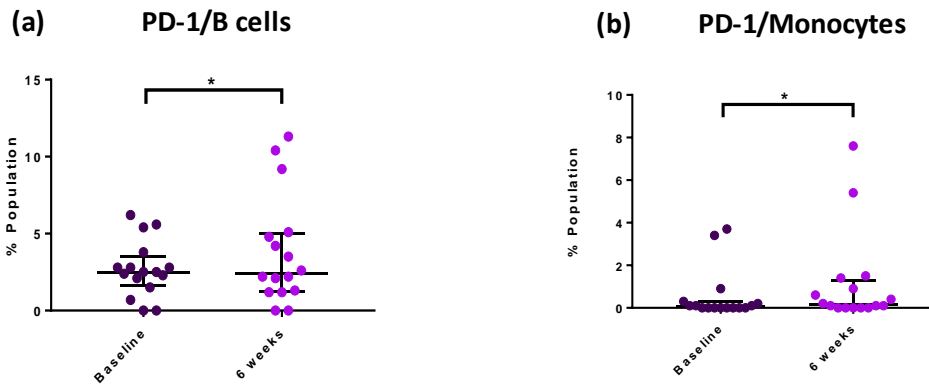 (a) PD-1/B cells
% Population
15
10
5
0
*
Baseline
6 weeks
(b) PD-1/Monocytes
% Population
10
8
6
4
2
0
*
Baseline
6 weeks